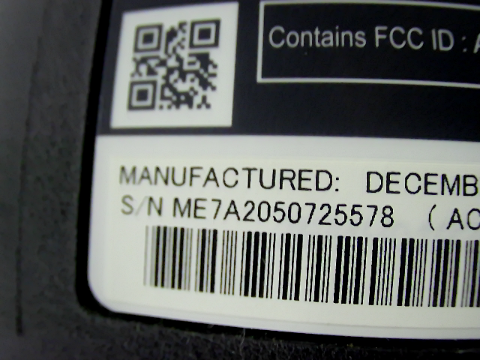 Contains FCC ID : A
MANUFACTURED: DECEMB
S/N ME7A2050725578 ( AC